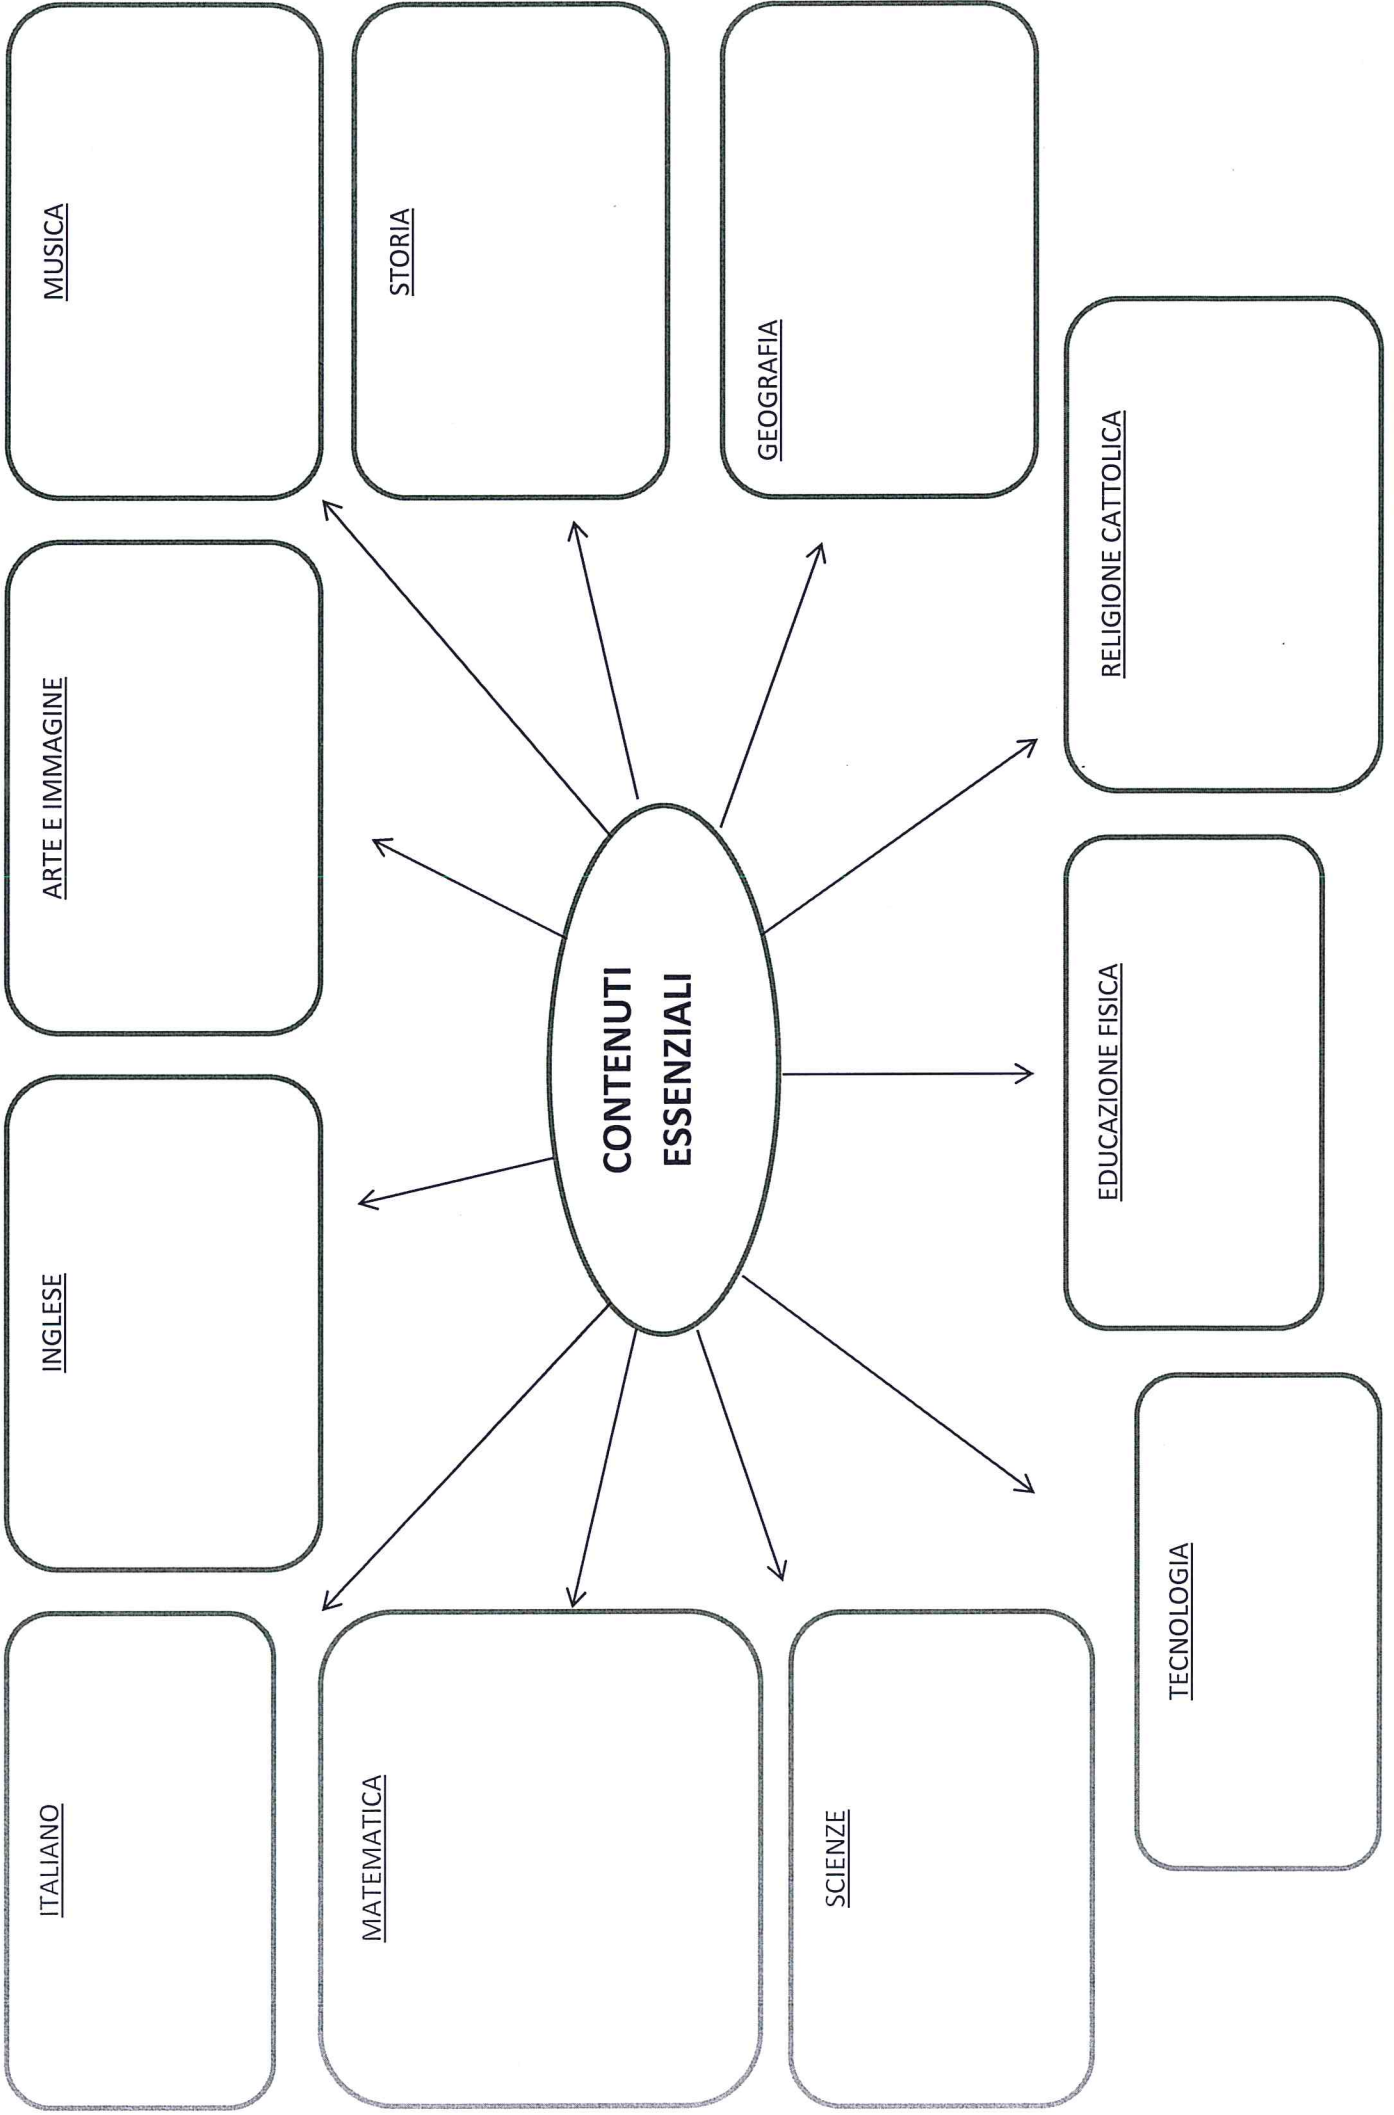 ITALIANO
INGLESE
ARTE E IMMAGINE
MUSICA
MATEMATICA
STORIA
CONTENUTI
ESSENZIALI
SCIENZE
GEOGRAFIA
TECNOLOGIA
EDUCAZIONE FISICA
RELIGIONE CATTOLICA